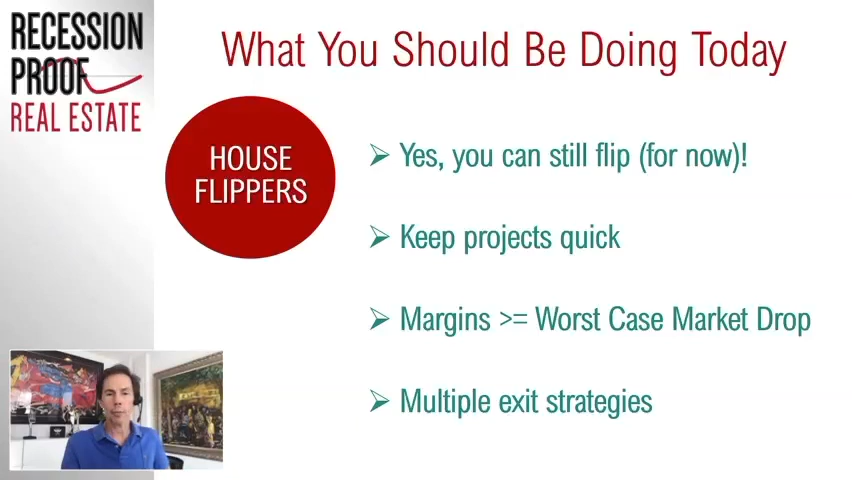 RECESSION
PROOF
REAL ESTATE
What You Should Be Doing Today
HOUSE
FLIPPERS
➢ Yes, you can still flip (for now)!
➢ Keep projects quick
➢ Margins >= Worst Case Market Drop
➢ Multiple exit strategies